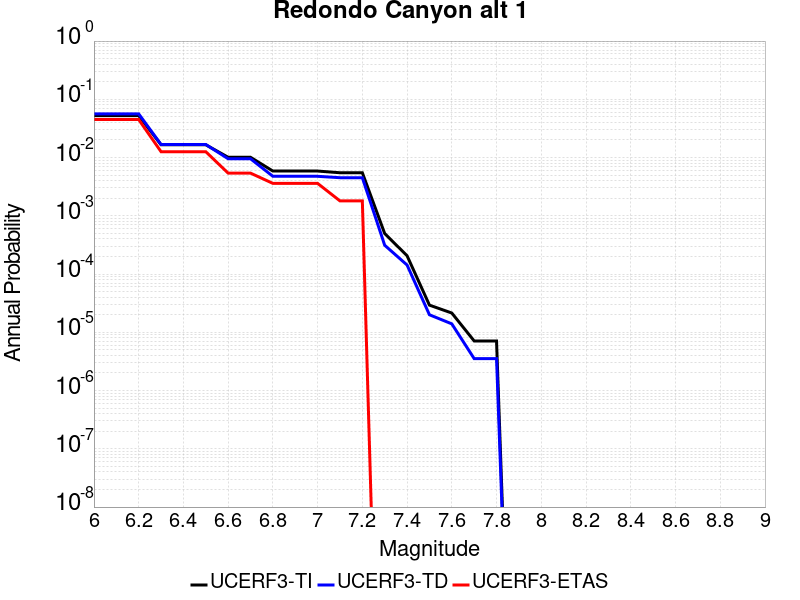 Redondo Canyon alt 1
10^0
10^-1
10^-2
10^-3
10^-4
10^-5
10^-6
10^-7
10^-8
Annual Probability
6 6.2 6.4 6.6 6.8 7 7.2 7.4 7.6 7.8 8 8.2 8.4 8.6 8.8 9
Magnitude
UCERF3-TI UCERF3-TD UCERF3-ETAS